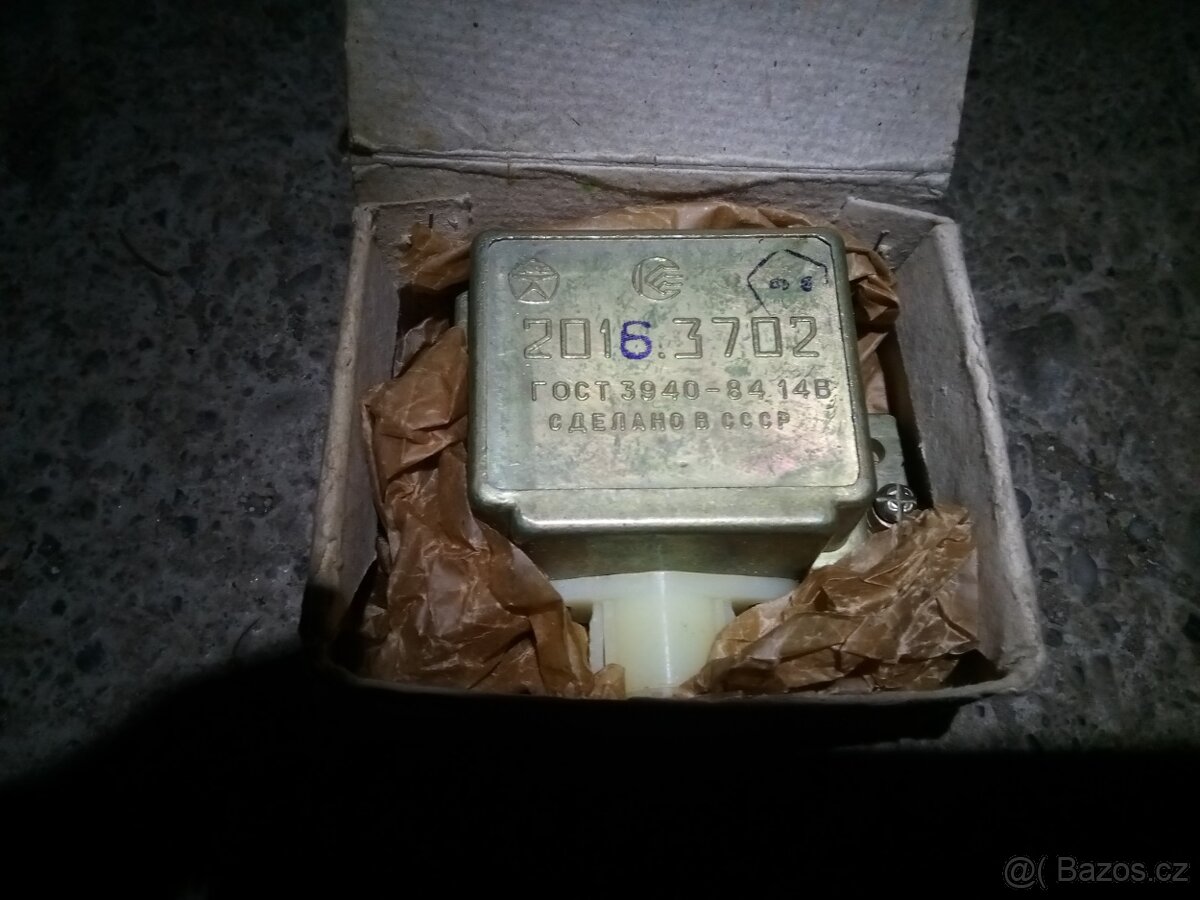 2016.3702
ГОСТ 3940-84 14В
СДЕЛАНО В СССР
@( Bazos.cz